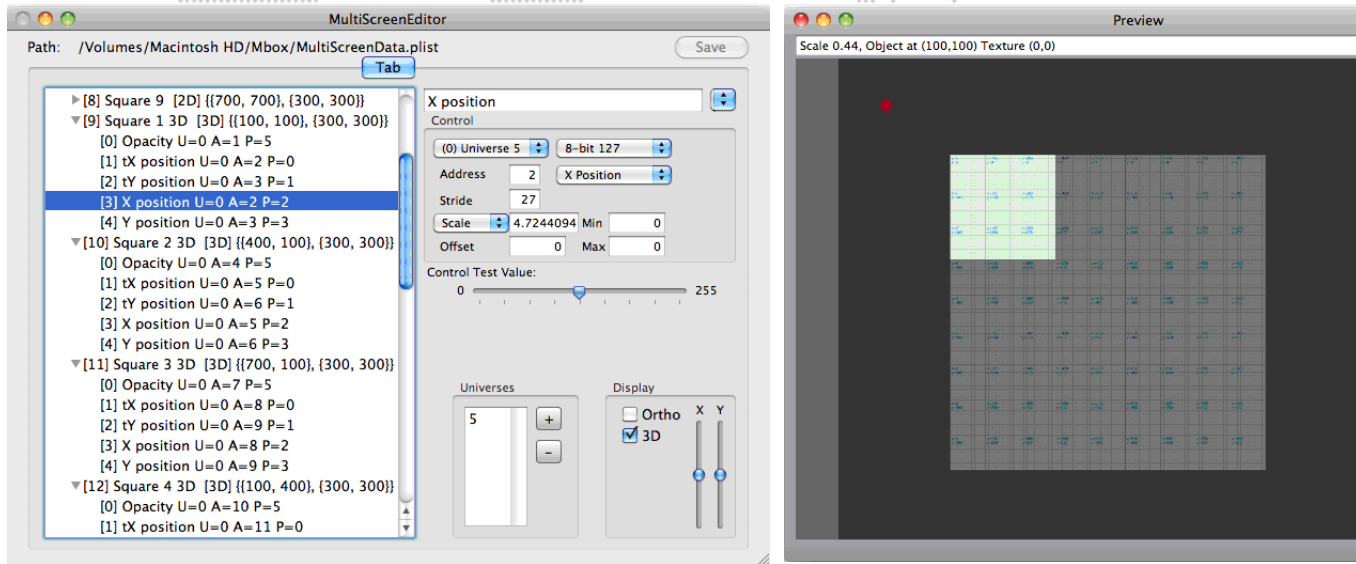 MultiScreenEditor
Path: /Volumes/Macintosh HD/Mbox/MultiScreenData.plist
Save
Tab
[8] Square 9 [2D] {{700, 700}, {300, 300}}
[9] Square 1 3D [3D] {{100, 100}, {300, 300}}
[0] Opacity U=0 A=1 P=5
[1] tX position U=0 A=2 P=0
[2] tY position U=0 A=3 P=1
[3] X position U=0 A=2 P=2
[4] Y position U=0 A=3 P=3
[10] Square 2 3D [3D] {{400, 100}, {300, 300}}
[0] Opacity U=0 A=4 P=5
[1] tX position U=0 A=5 P=0
[2] tY position U=0 A=6 P=1
[3] X position U=0 A=5 P=2
[4] Y position U=0 A=6 P=3
[11] Square 3 3D [3D] {{700, 100}, {300, 300}}
[0] Opacity U=0 A=7 P=5
[1] tX position U=0 A=8 P=0
[2] tY position U=0 A=9 P=1
[3] X position U=0 A=8 P=2
[4] Y position U=0 A=9 P=3
[12] Square 4 3D [3D] {{100, 400}, {300, 300}}
[0] Opacity U=0 A=10 P=5
[1] tX position U=0 A=11 P=0
X position
Control
(0) Universe 5 8-bit 127
Address 2 X Position
Stride 27
Scale 4.7244094 Min 0
Offset 0 Max 0
Control Test Value:
0 255
Universes
5
+
-
Display
Ortho X Y
3D
Preview
Scale 0.44, Object at (100,100) Texture (0,0)